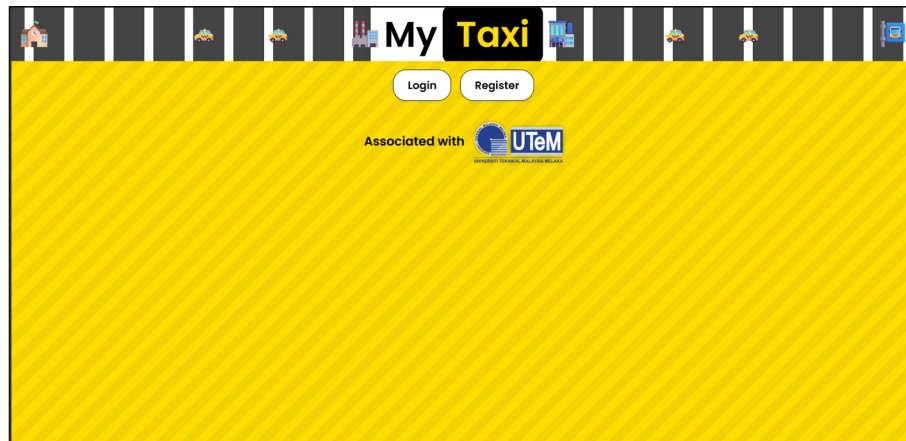 My Taxi
Login Register
Associated with UTeM
UNIVERSITI TEKNIKAL MALAYSIA MELAKA